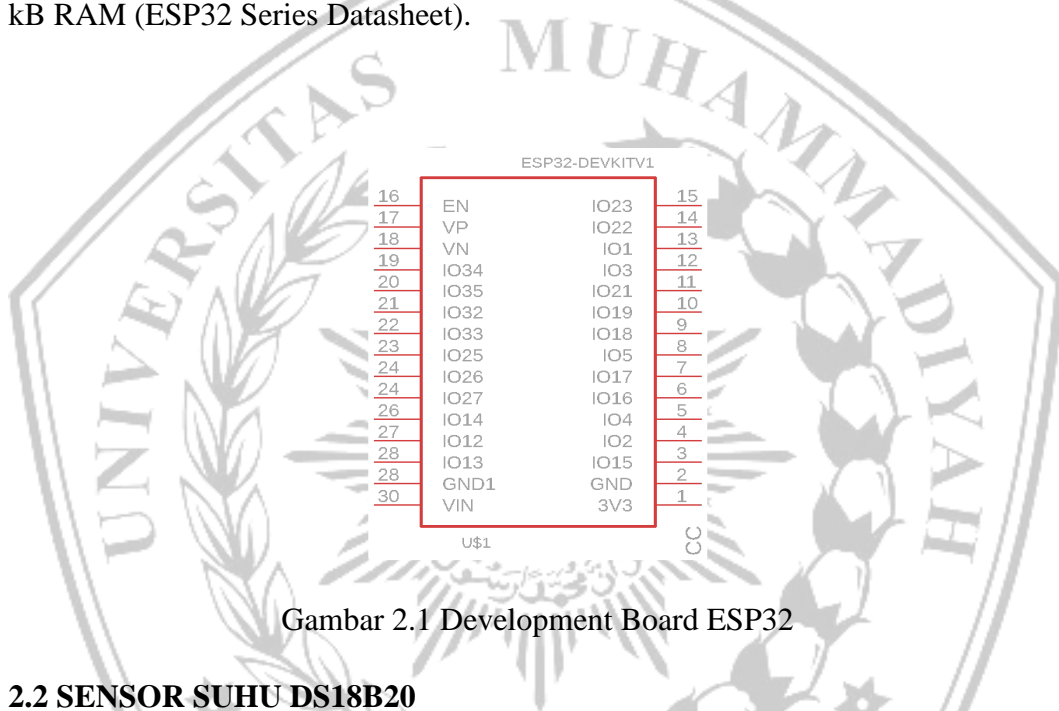 kB RAM (ESP32 Series Datasheet).
UNIVERSITAS MUHAMMADIYAH
ESP32-DEVKITV1
16 EN IO23 15
17 VP IO22 14
18 VN IO1 13
19 IO34 IO3 12
20 IO35 IO21 11
21 IO32 IO19 10
22 IO33 IO18 9
23 IO25 IO5 8
24 IO26 IO17 7
24 IO27 IO16 6
26 IO14 IO4 5
27 IO12 IO2 4
28 IO13 IO15 3
28 GND1 GND 2
30 VIN 3V3 1
U$1
CC
Gambar 2.1 Development Board ESP32
2.2 SENSOR SUHU DS18B20